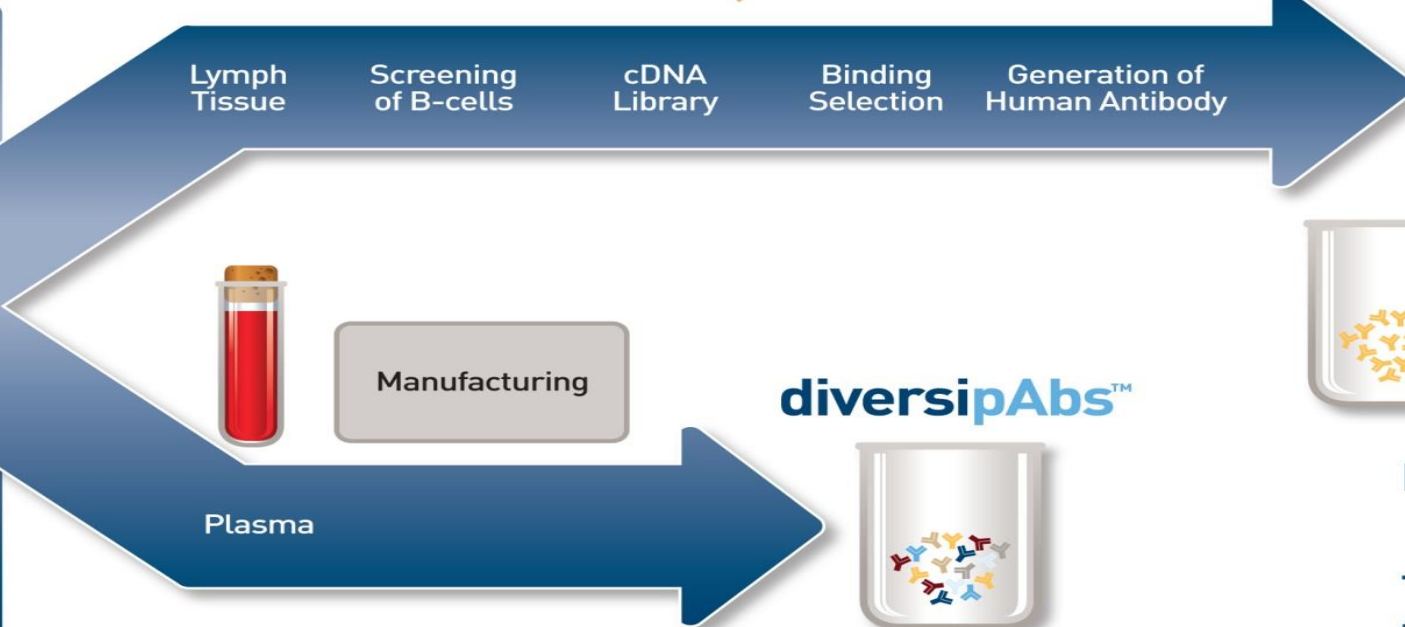 Lymph
Tissue
Screening
of B-cells
cDNA
Library
Binding
Selection
Generation of
Human Antibody
Manufacturing
diversipAbs™
Plasma